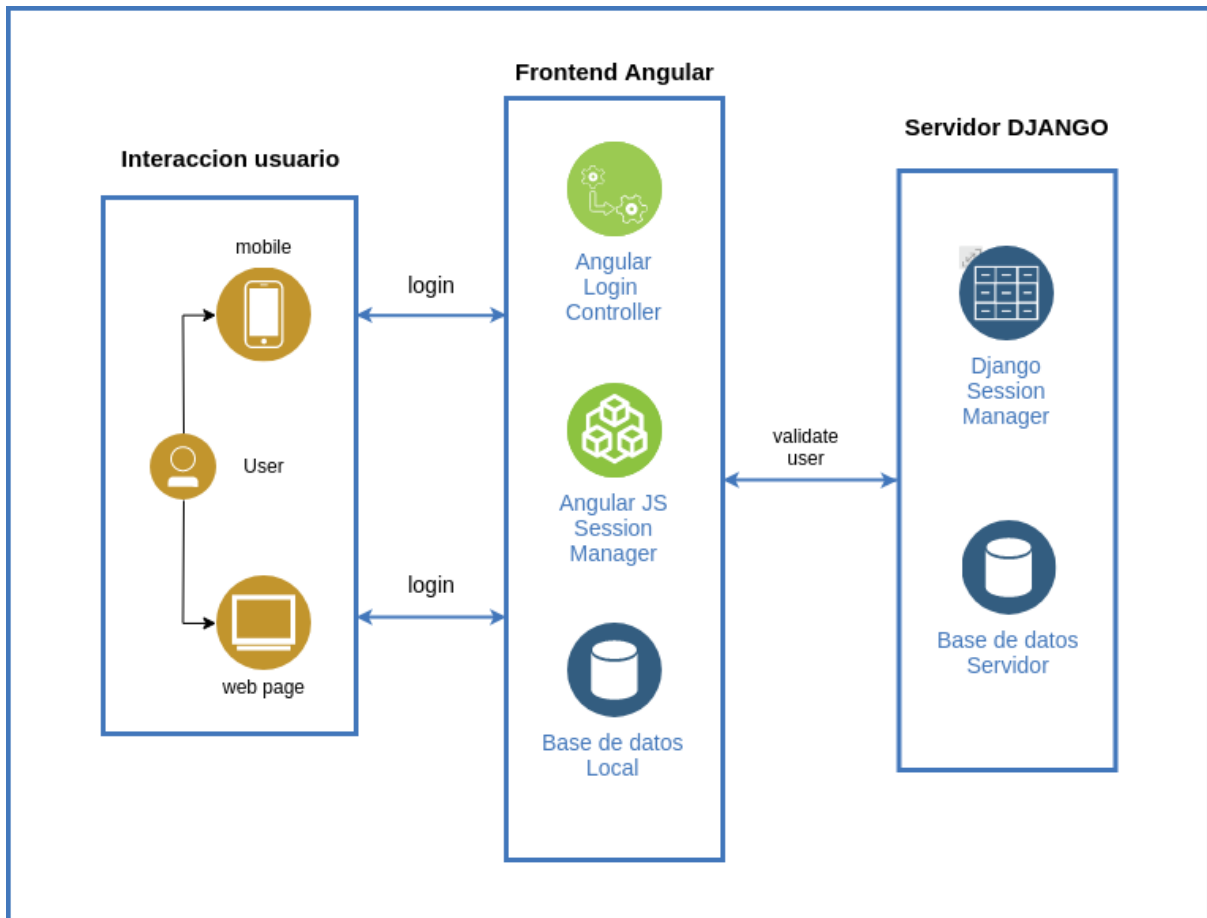 Interaccion usuario
mobile
User
web page
login
login
Frontend Angular
Angular
Login
Controller
Angular JS
Session
Manager
Base de datos
Local
validate
user
Servidor DJANGO
Django
Session
Manager
Base de datos
Servidor